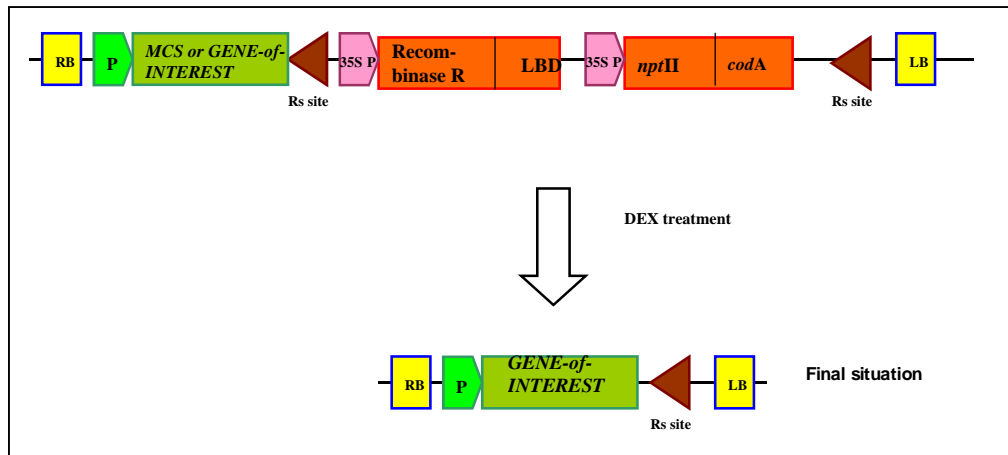 RB
P
MCS or GENE-of-
INTEREST
Rs site
35S P
Recom-
binase R
LBD
35S P
nptII
codA
Rs site
LB
DEX treatment
RB
P
GENE-of-
INTEREST
Rs site
LB
Final situation